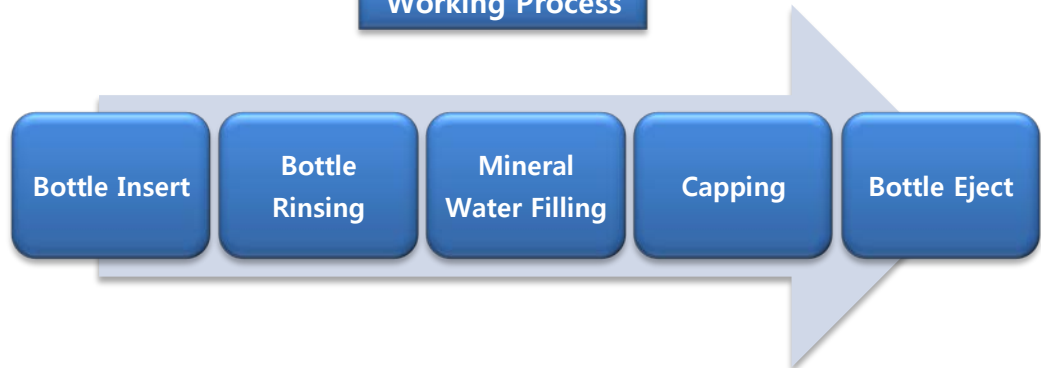 Working Process
Bottle Insert
Bottle
Rinsing
Mineral
Water Filling
Capping
Bottle Eject